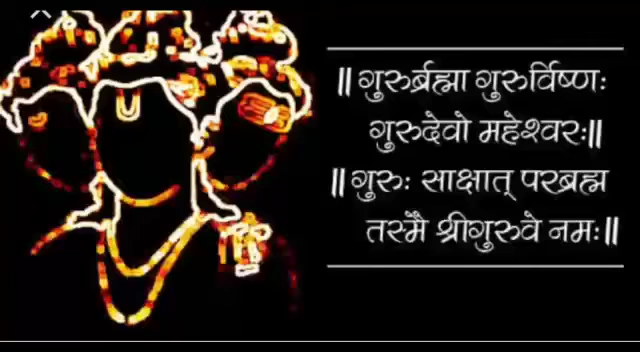 ॥ गुरुर्ब्रह्मा गुरुर्विष्णः
गुरुदेवो महेश्वरः॥
॥ गुरुः साक्षात् परब्रह्म
तस्मै श्रीगुरुवे नमः॥